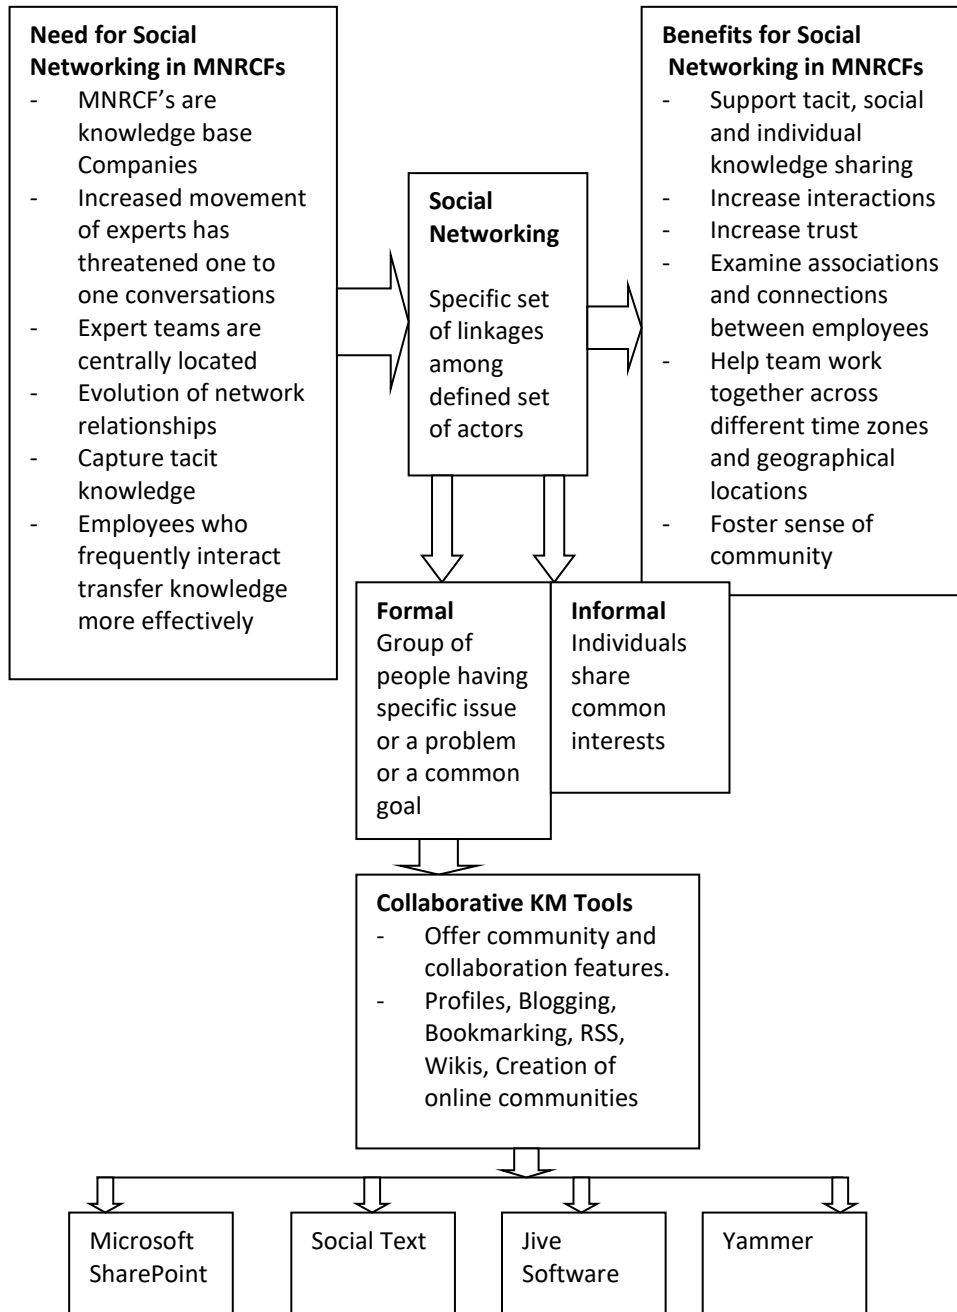 Need for Social
Networking in MNRCFs
- MNRCF’s are
knowledge base
Companies
- Increased movement
of experts has
threatened one to
one conversations
- Expert teams are
centrally located
- Evolution of network
relationships
- Capture tacit
knowledge
- Employees who
frequently interact
transfer knowledge
more effectively
Social
Networking
Specific set
of linkages
among
defined set
of actors
Benefits for Social
Networking in MNRCFs
- Support tacit, social
and individual
knowledge sharing
- Increase interactions
- Increase trust
- Examine associations
and connections
between employees
- Help team work
together across
different time zones
and geographical
locations
- Foster sense of
community
Formal
Group of
people having
specific issue
or a problem
or a common
goal
Informal
Individuals
share
common
interests
Collaborative KM Tools
- Offer community and
collaboration features.
- Profiles, Blogging,
Bookmarking, RSS,
Wikis, Creation of
online communities
Microsoft
SharePoint
Social Text
Jive
Software
Yammer